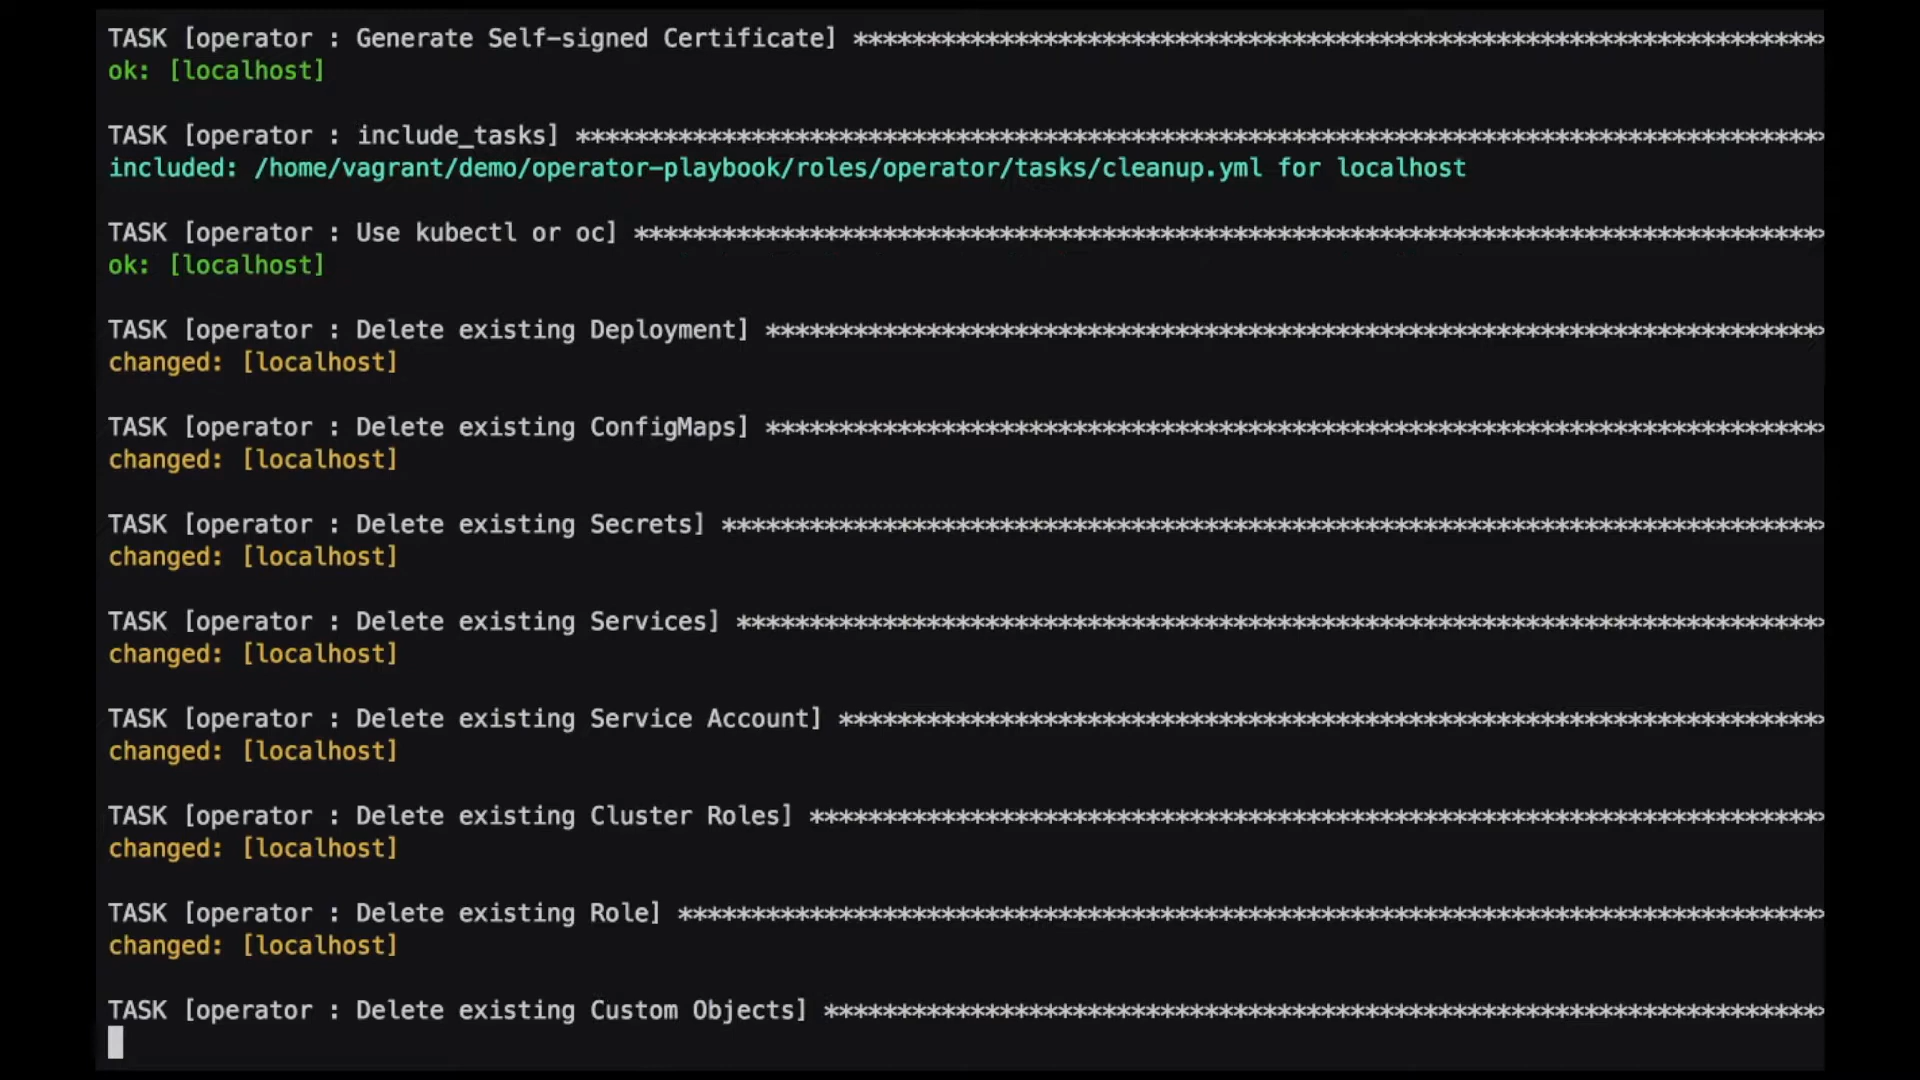 TASK [operator : Generate Self-signed Certificate] ******************************************************************
ok: [localhost]
TASK [operator : include_tasks] *************************************************************************************
included: /home/vagrant/demo/operator-playbook/roles/operator/tasks/cleanup.yml for localhost
TASK [operator : Use kubectl or oc] *********************************************************************************
ok: [localhost]
TASK [operator : Delete existing Deployment] ************************************************************************
changed: [localhost]
TASK [operator : Delete existing ConfigMaps] ************************************************************************
changed: [localhost]
TASK [operator : Delete existing Secrets] ***************************************************************************
changed: [localhost]
TASK [operator : Delete existing Services] **************************************************************************
changed: [localhost]
TASK [operator : Delete existing Service Account] *******************************************************************
changed: [localhost]
TASK [operator : Delete existing Cluster Roles] *********************************************************************
changed: [localhost]
TASK [operator : Delete existing Role] ******************************************************************************
changed: [localhost]
TASK [operator : Delete existing Custom Objects] ********************************************************************